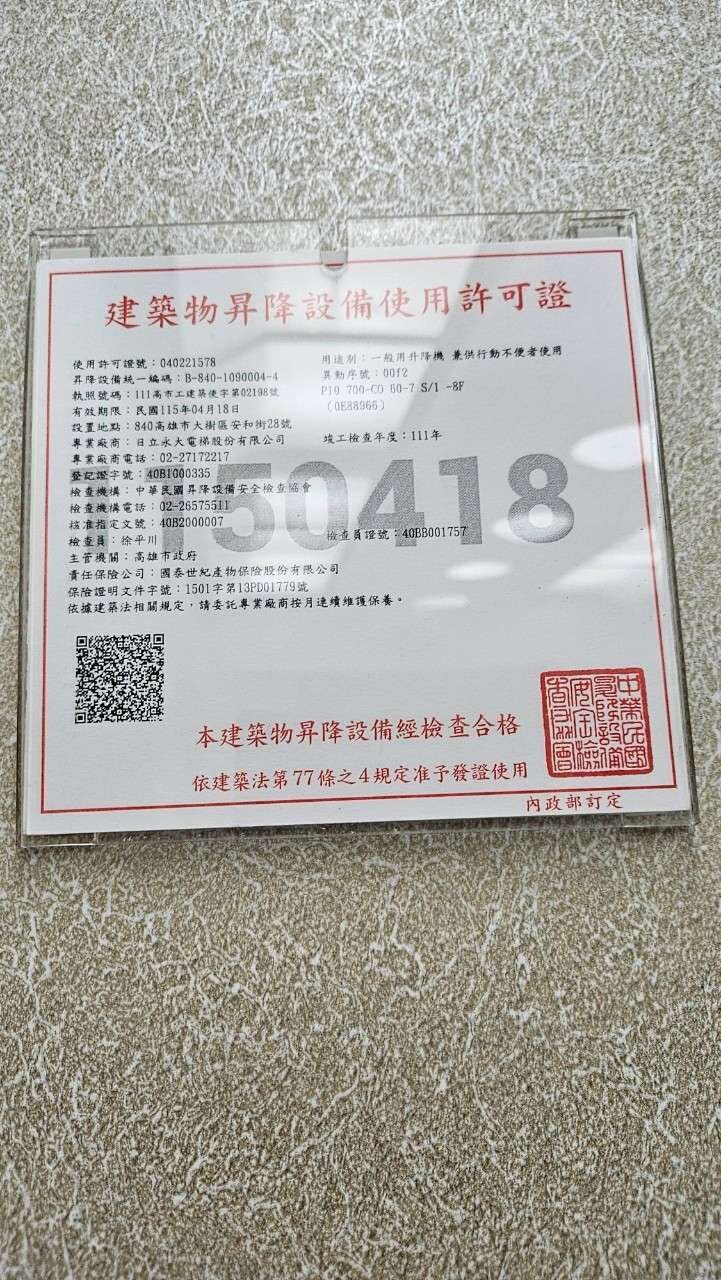 建築物昇降設備使用許可證
使用許可證號：040221578
用途別：一般用升降機 兼供行動不便者使用
昇降設備統一編碼：B-840-1090004-4
異動序號：00f2
執照號碼：111高市工建築使字第02198號
P10 700-CO 60-7 S/1 -8F
有效期限：民國115年04月18日
(0E88966)
設置地點：840高雄市大樹區安和街28號
專業廠商：日立永大電梯股份有限公司
竣工檢查年度：111年
專業廠商電話：02-27172217
登記證字號：40B1000335
1150418
檢查機構：中華民國昇降設備安全檢查協會
檢查機構電話：02-26575511
核准指定文號：40B2000007
檢查員：徐平川
檢查員證號：40BB001757
主管機關：高雄市政府
責任保險公司：國泰世紀產物保險股份有限公司
保險證明文件字號：1501字第13PD01779號
依據建築法相關規定，請委託專業廠商按月連續維護保養。
本建築物昇降設備經檢查合格
依建築法第77條之4規定准予發證使用
中華民國
昇降設備
安全檢
查協會
內政部訂定